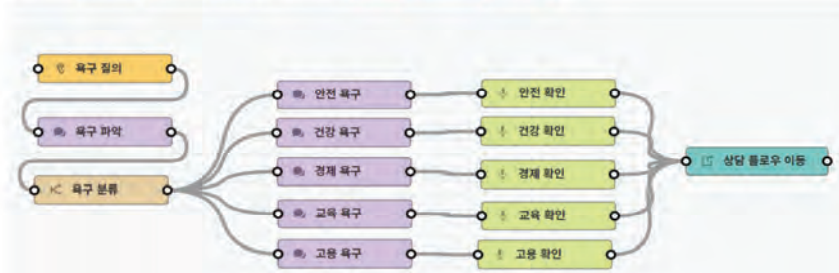 욕구 질의
욕구 파악
욕구 분류
안전 욕구
건강 욕구
경제 욕구
교육 욕구
고용 욕구
안전 확인
건강 확인
경제 확인
교육 확인
고용 확인
상담 플로우 이동